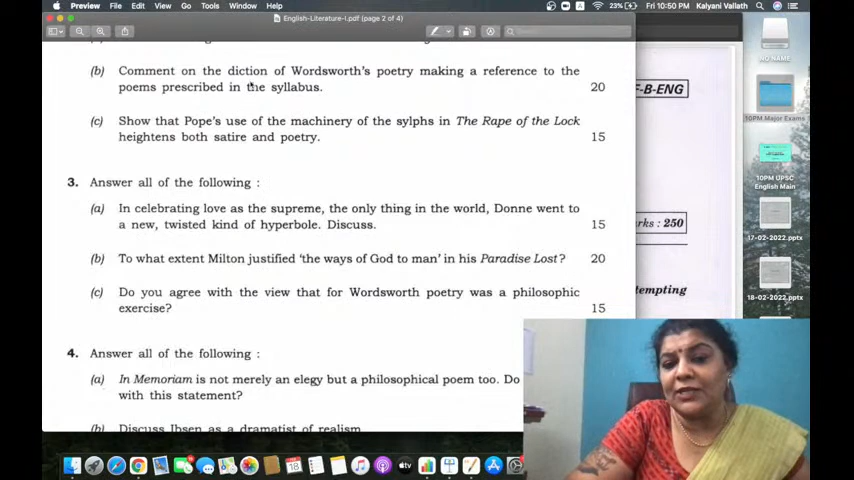 Preview File Edit View Go Tools Window Help
23% Fri 10:50 PM Kalyani Vallath
English-Literature-I.pdf (page 2 of 4)
Search
(b) Comment on the diction of Wordsworth's poetry making a reference to the
poems prescribed in the syllabus. 20
(c) Show that Pope's use of the machinery of the sylphs in The Rape of the Lock
heightens both satire and poetry. 15
3. Answer all of the following :
(a) In celebrating love as the supreme, the only thing in the world, Donne went to
a new, twisted kind of hyperbole. Discuss. 15
(b) To what extent Milton justified 'the ways of God to man' in his Paradise Lost? 20
(c) Do you agree with the view that for Wordsworth poetry was a philosophic
exercise? 15
4. Answer all of the following :
(a) In Memoriam is not merely an elegy but a philosophical poem too. Do
with this statement?
(b) Discuss Ibsen as a dramatist of realism
F-B-ENG
rks : 250
tempting
NO NAME
10PM Major Exams
10PM UPSC
English Main
17-02-2022.pptx
18-02-2022.pptx
tv
18